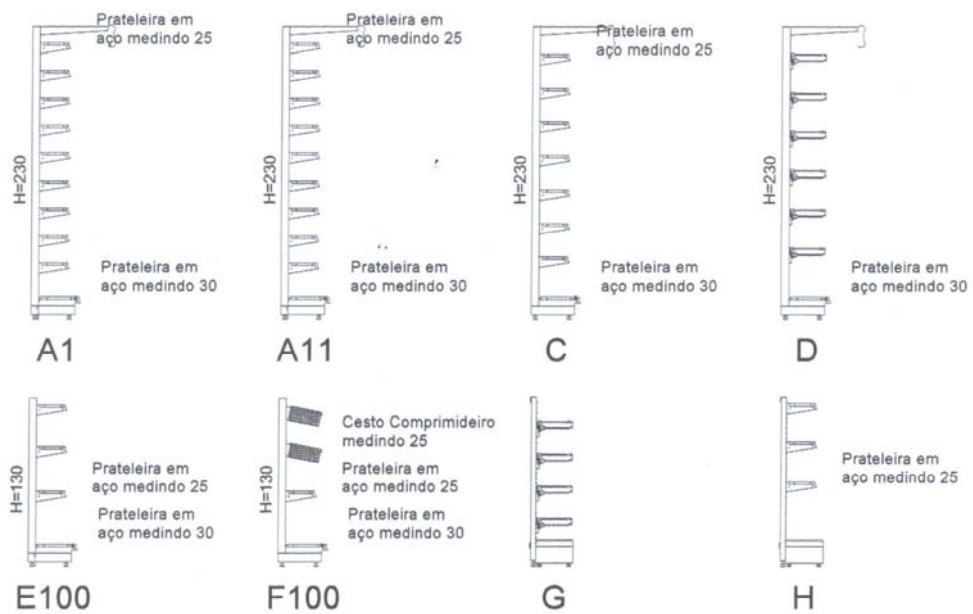 Prateleira em
aço medindo 25
H=230
Prateleira em
aço medindo 30
A1
Prateleira em
aço medindo 25
H=230
Prateleira em
aço medindo 30
A11
Prateleira em
aço medindo 25
H=230
Prateleira em
aço medindo 30
C
H=230
Prateleira em
aço medindo 30
D
H=130
Prateleira em
aço medindo 25
Prateleira em
aço medindo 30
E100
H=130
Cesto Comprimideiro
medindo 25
Prateleira em
aço medindo 25
Prateleira em
aço medindo 30
F100
G
Prateleira em
aço medindo 25
H